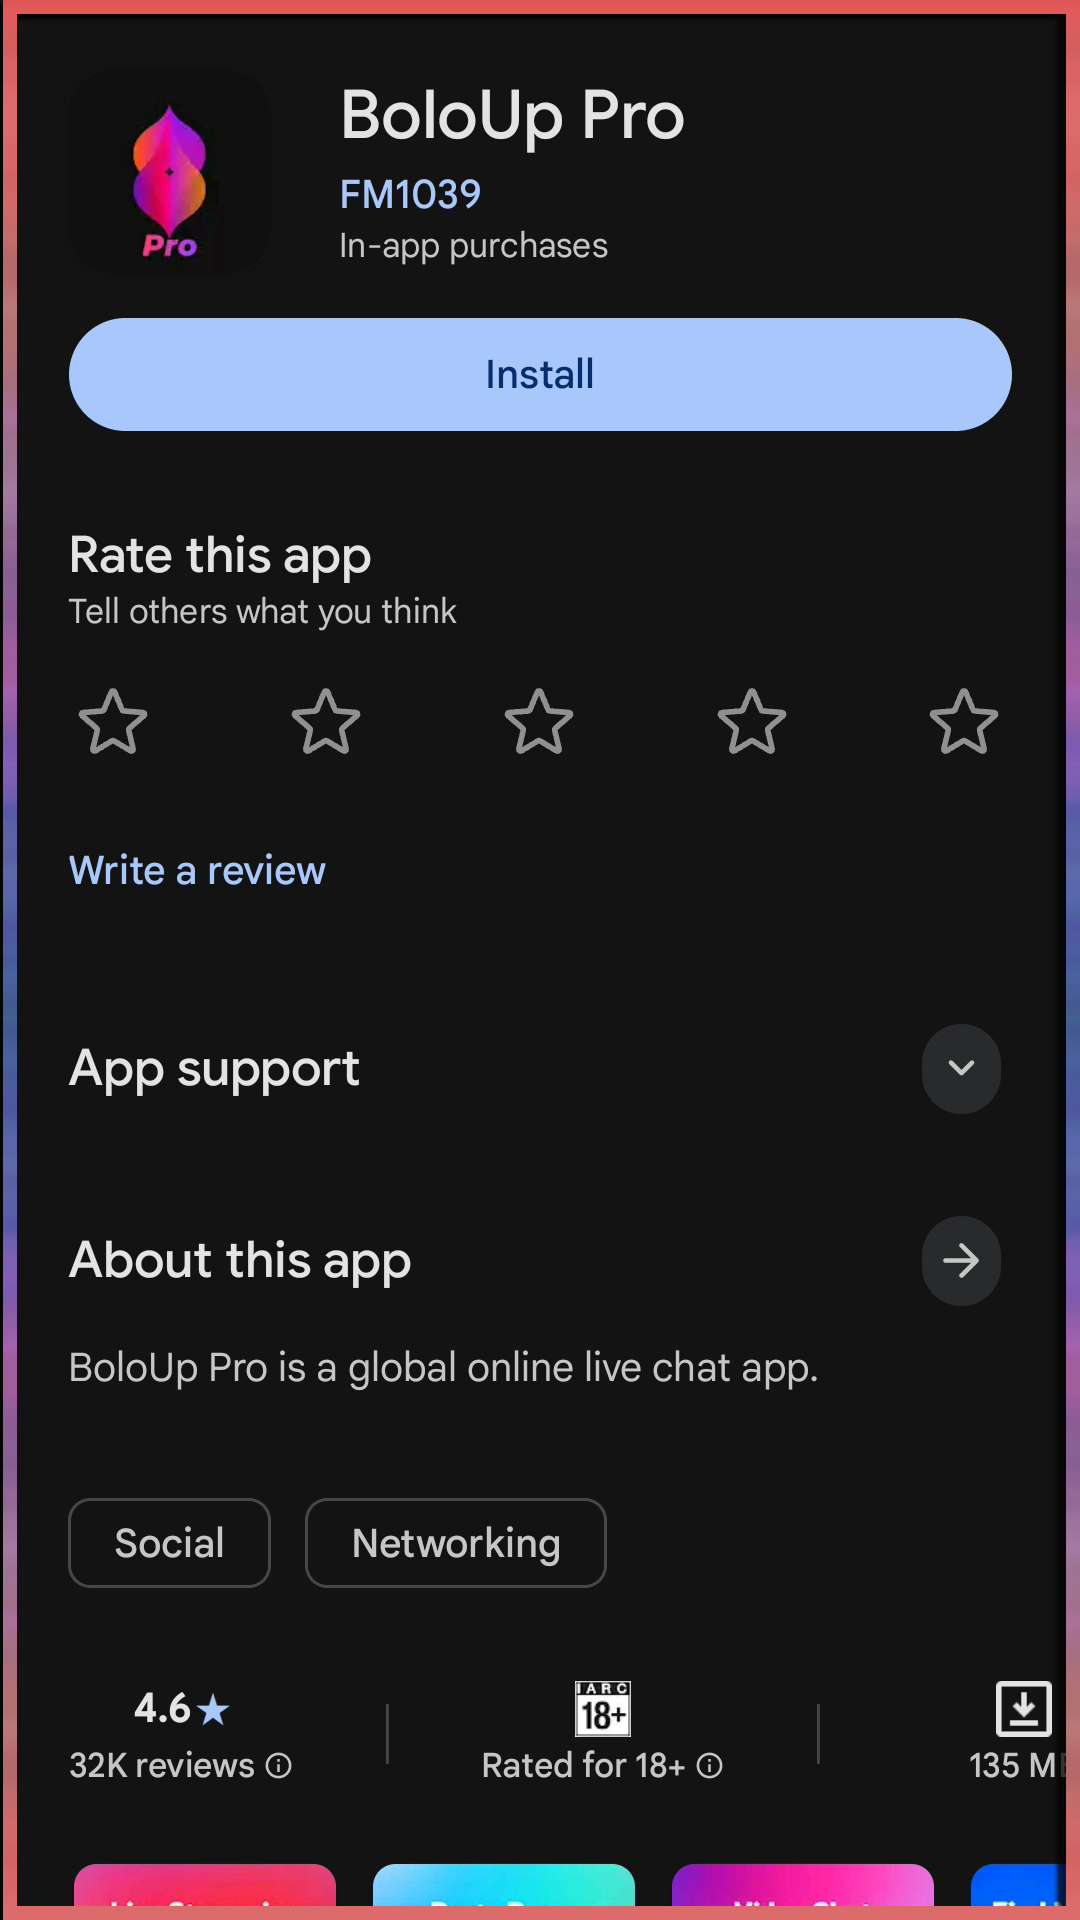 BoloUp Pro
FM1039
In-app purchases
Pro
Install
Rate this app
Tell others what you think
Write a review
App support
About this app
BoloUp Pro is a global online live chat app.
Social
Networking
4.6★
32K reviews
IARC
18+
Rated for 18+
135 M